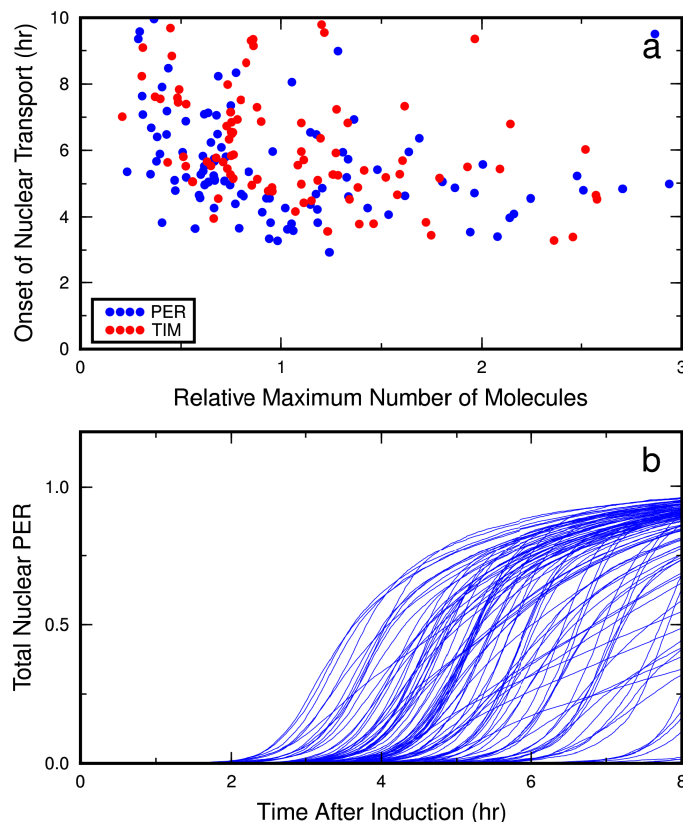 10
8
6
4
2
0
Onset of Nuclear Transport (hr)
a
PER
TIM
0
1
2
3
Relative Maximum Number of Molecules
b
1.0
0.5
0.0
Total Nuclear PER
0
2
4
6
8
Time After Induction (hr)